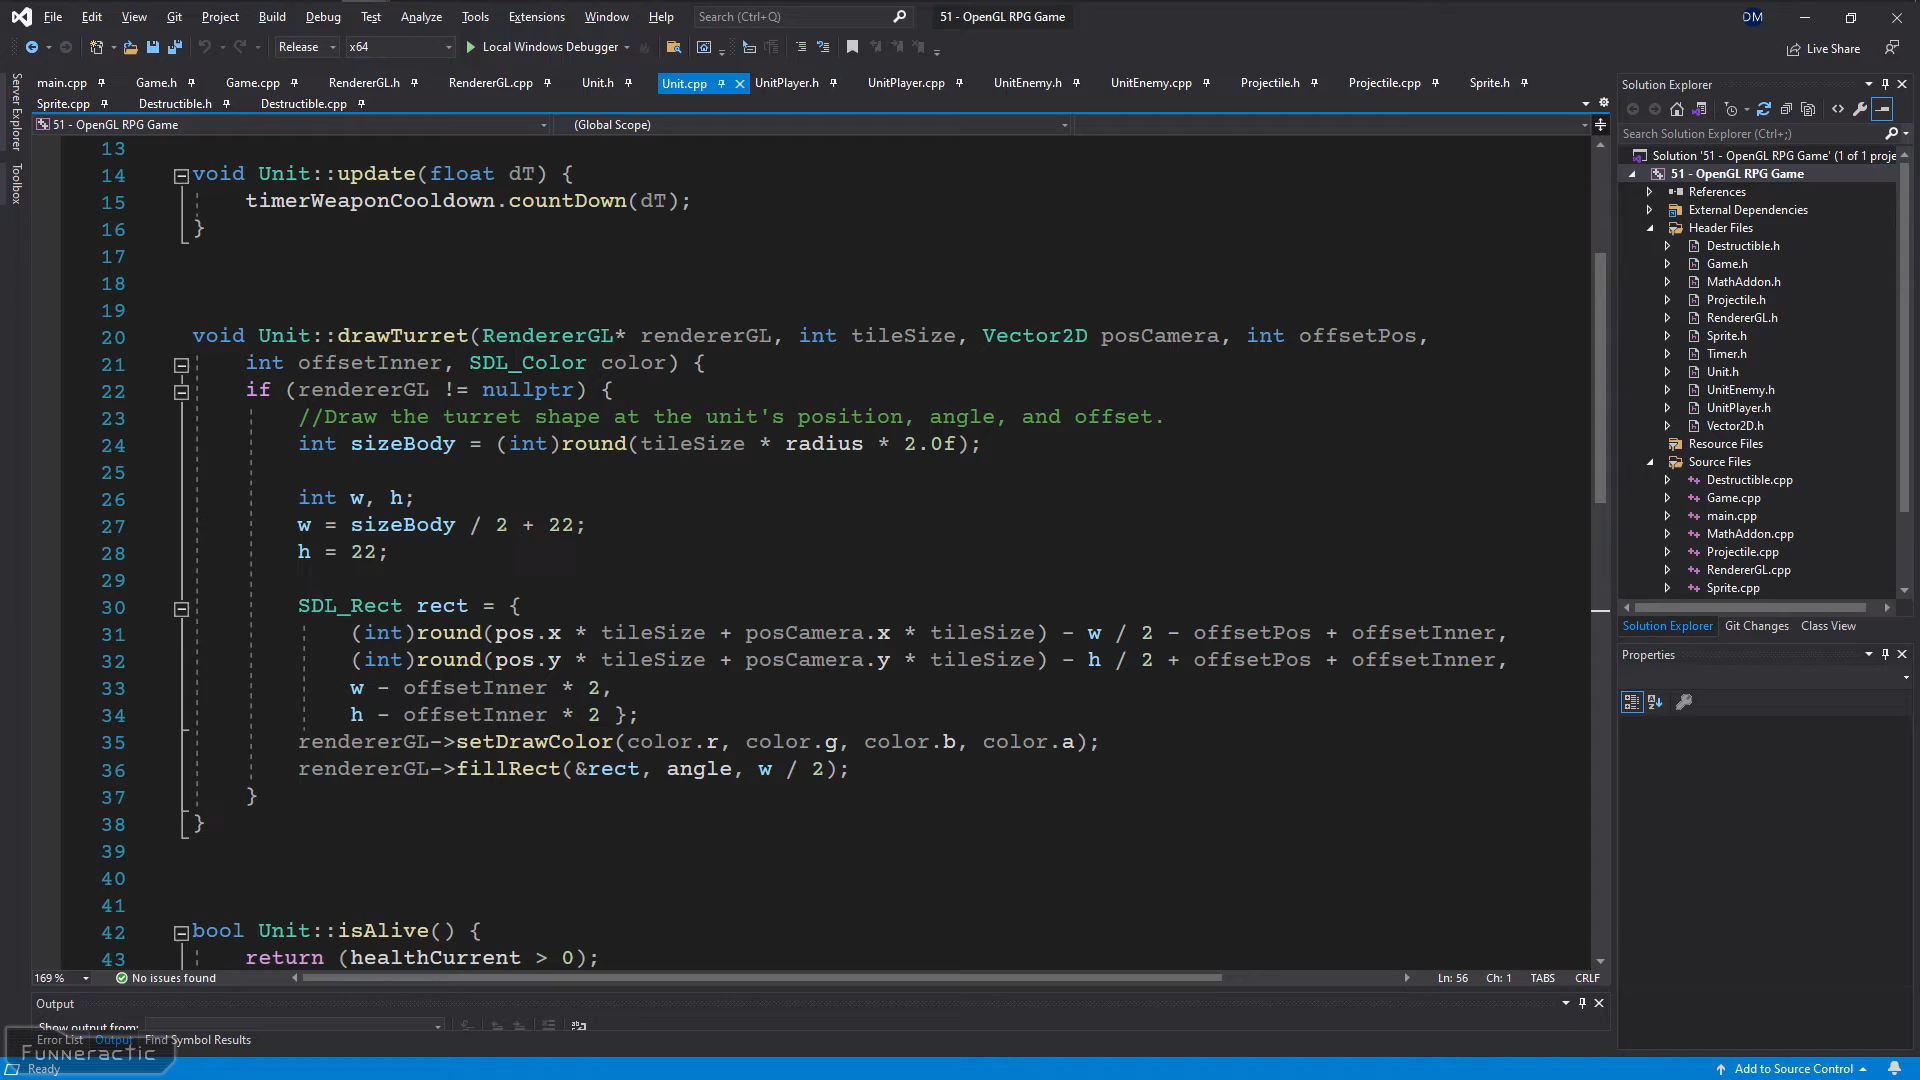 File Edit View Git Project Build Debug Test Analyze Tools Extensions Window Help Search (Ctrl+Q) 51 - OpenGL RPG Game DM
Release x64 Local Windows Debugger Live Share
main.cpp Game.h Game.cpp RendererGL.h RendererGL.cpp Unit.h Unit.cpp UnitPlayer.h UnitPlayer.cpp UnitEnemy.h UnitEnemy.cpp Projectile.h Projectile.cpp Sprite.h
Sprite.cpp Destructible.h Destructible.cpp
51 - OpenGL RPG Game (Global Scope)
Server Explorer
Toolbox
13
14 void Unit::update(float dT) {
15 timerWeaponCooldown.countDown(dT);
16 }
17
18
19
20 void Unit::drawTurret(RendererGL* rendererGL, int tileSize, Vector2D posCamera, int offsetPos,
21 int offsetInner, SDL_Color color) {
22 if (rendererGL != nullptr) {
23 //Draw the turret shape at the unit's position, angle, and offset.
24 int sizeBody = (int)round(tileSize * radius * 2.0f);
25
26 int w, h;
27 w = sizeBody / 2 + 22;
28 h = 22;
29
30 SDL_Rect rect = {
31 (int)round(pos.x * tileSize + posCamera.x * tileSize) - w / 2 - offsetPos + offsetInner,
32 (int)round(pos.y * tileSize + posCamera.y * tileSize) - h / 2 + offsetPos + offsetInner,
33 w - offsetInner * 2,
34 h - offsetInner * 2 };
35 rendererGL->setDrawColor(color.r, color.g, color.b, color.a);
36 rendererGL->fillRect(&rect, angle, w / 2);
37 }
38 }
39
40
41
42 bool Unit::isAlive() {
43 return (healthCurrent > 0);
169 % No issues found Ln: 56 Ch: 1 TABS CRLF
Output
Show output from:
Error List Output Find Symbol Results
Funneractic
Ready Add to Source Control
Solution Explorer
Search Solution Explorer (Ctrl+;)
Solution '51 - OpenGL RPG Game' (1 of 1 proje
51 - OpenGL RPG Game
References
External Dependencies
Header Files
Destructible.h
Game.h
MathAddon.h
Projectile.h
RendererGL.h
Sprite.h
Timer.h
Unit.h
UnitEnemy.h
UnitPlayer.h
Vector2D.h
Resource Files
Source Files
Destructible.cpp
Game.cpp
main.cpp
MathAddon.cpp
Projectile.cpp
RendererGL.cpp
Sprite.cpp
Solution Explorer Git Changes Class View
Properties